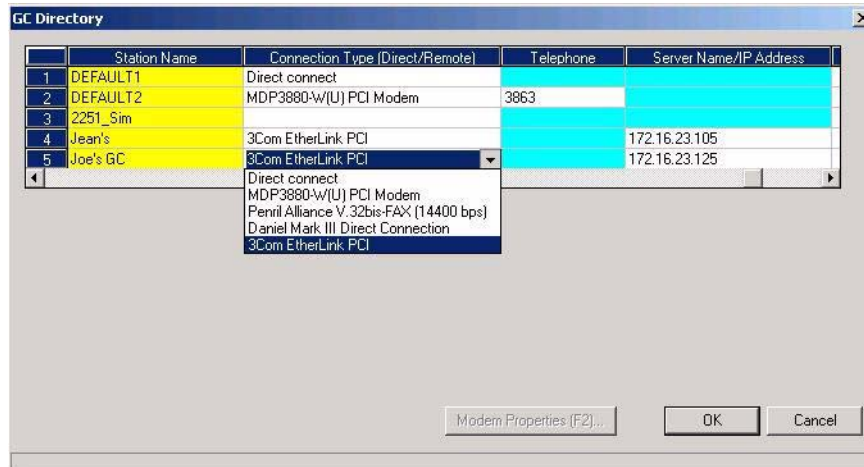 GC Directory
Station Name Connection Type (Direct/Remote) Telephone Server Name/IP Address
1 DEFAULT1 Direct connect
2 DEFAULT2 MDP3880-W(U) PCI Modem 3863
3 2251_Sim
4 Jean's 3Com EtherLink PCI 172.16.23.105
5 Joe's GC 3Com EtherLink PCI 172.16.23.125
Direct connect
MDP3880-W(U) PCI Modem
Penril Alliance V.32bis-FAX (14400 bps)
Daniel Mark III Direct Connection
3Com EtherLink PCI
Modem Properties (F2)... OK Cancel